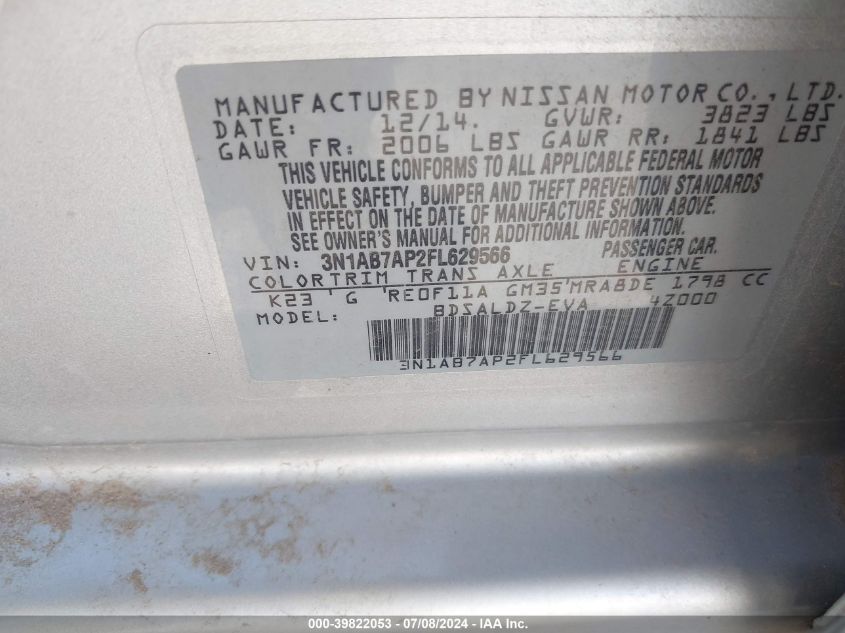 MANUFACTURED BY NISSAN MOTOR CO., LTD.
DATE: 12/14. GVWR: 3823 LBS
GAWR FR: 2006 LBS GAWR RR: 1841 LBS
THIS VEHICLE CONFORMS TO ALL APPLICABLE FEDERAL MOTOR
VEHICLE SAFETY, BUMPER AND THEFT PREVENTION STANDARDS
IN EFFECT ON THE DATE OF MANUFACTURE SHOWN ABOVE.
SEE OWNER'S MANUAL FOR ADDITIONAL INFORMATION.
VIN: 3N1AB7AP2FL629566 PASSENGER CAR.
COLOR TRIM TRANS AXLE ENGINE
K23 G RE0F11A GM35 MRA8DE 1798 CC
MODEL: BDSALDZ-EVA 4Z000
3N1AB7AP2FL629566
000-39822053 - 07/08/2024 - IAA Inc.